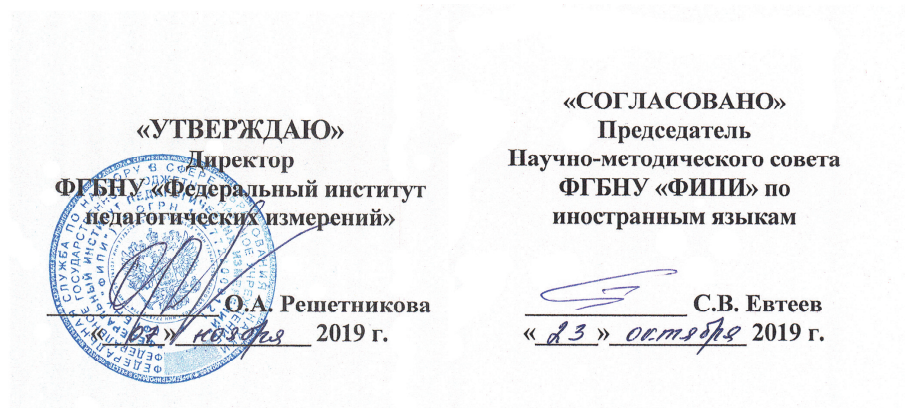 «УТВЕРЖДАЮ»
Директор
ФГБНУ «Федеральный институт
педагогических измерений»
О.А. Решетникова
« » ноября 2019 г.
«СОГЛАСОВАНО»
Председатель
Научно-методического совета
ФГБНУ «ФИПИ» по
иностранным языкам
С.В. Евтеев
«23» октября 2019 г.